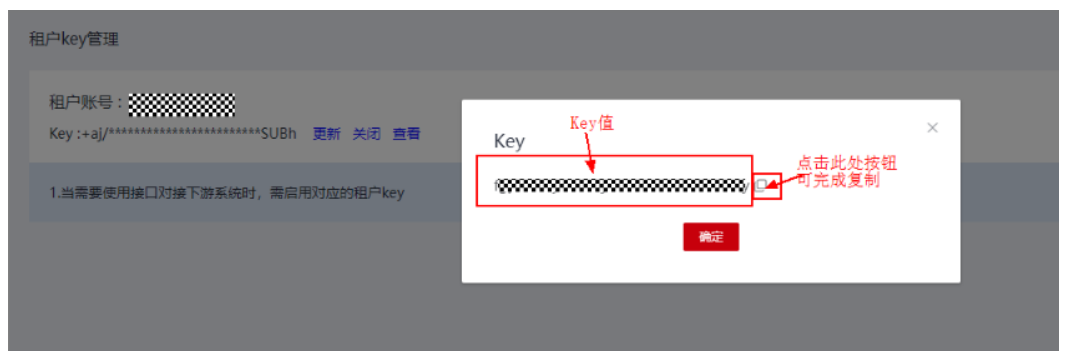 租户key管理
租户账号：
Key :+aj/************************SUBh 更新 关闭 查看
1.当需要使用接口对接下游系统时，需启用对应的租户key
Key
Key值
点击此处按钮
可完成复制
确定